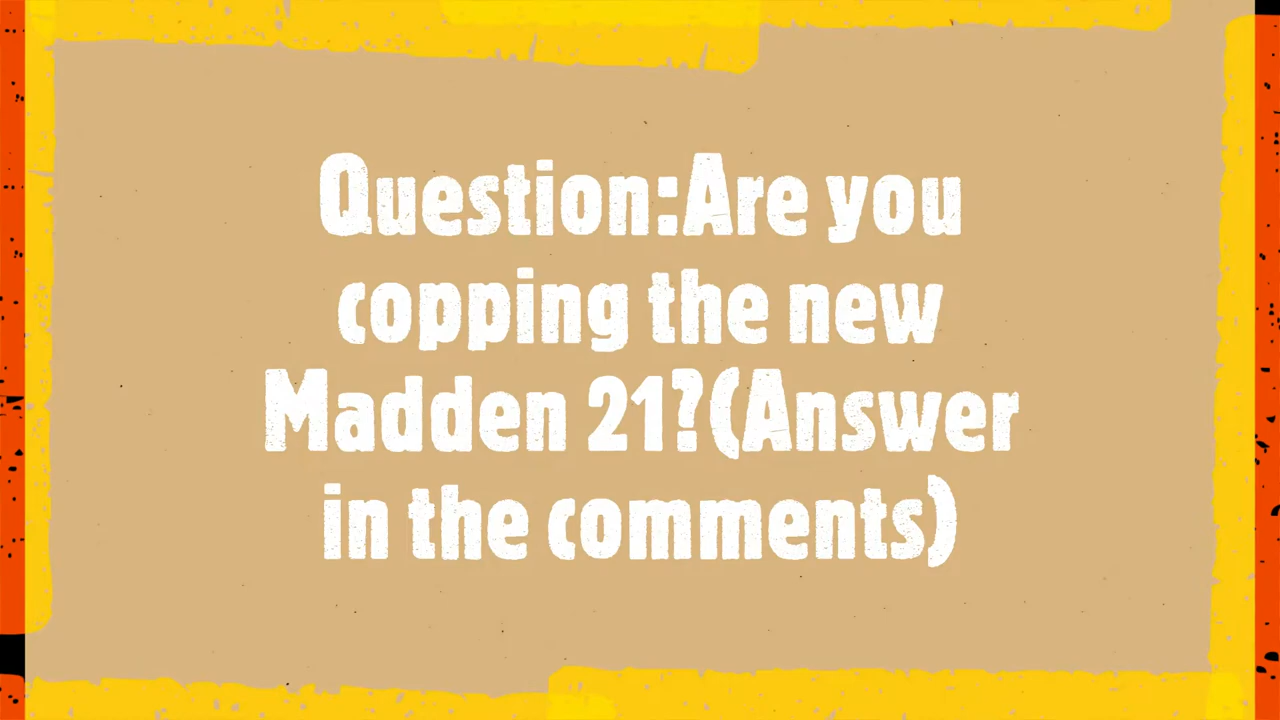 Question:Are you
copping the new
Madden 21?(Answer
in the comments)